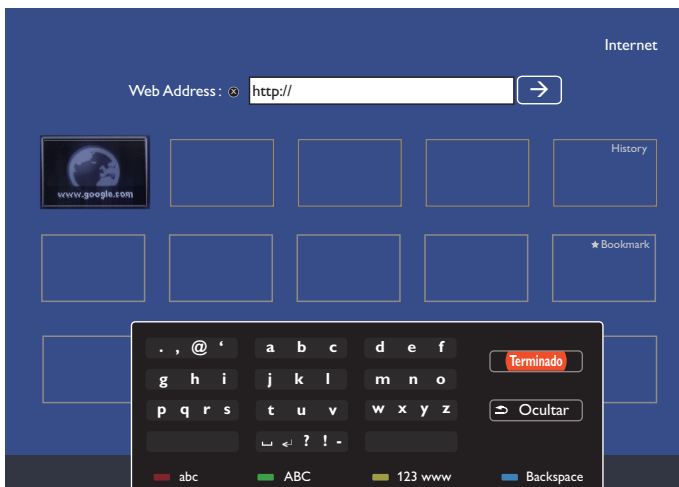 Internet
Web Address : http://
www.google.com
History
★Bookmark
. , @ ‘ a b c d e f
Terminado
g h i j k l m n o
p q r s t u v w x y z
Ocultar
␣ ↵ ? ! -
abc ABC 123 www Backspace